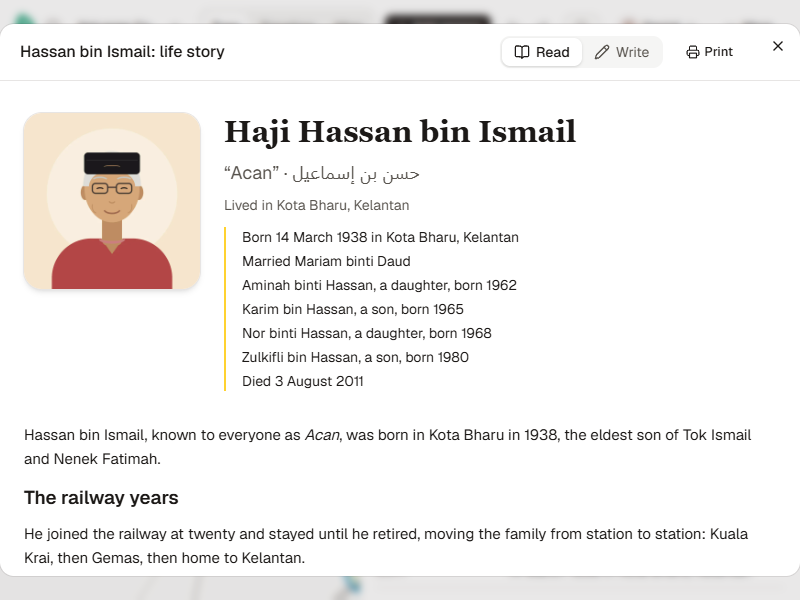 Hassan bin Ismail: life story
Read
Write
Print
Haji Hassan bin Ismail
“Acan” · حسن بن إسماعيل
Lived in Kota Bharu, Kelantan
Born 14 March 1938 in Kota Bharu, Kelantan
Married Mariam binti Daud
Aminah binti Hassan, a daughter, born 1962
Karim bin Hassan, a son, born 1965
Nor binti Hassan, a daughter, born 1968
Zulkifli bin Hassan, a son, born 1980
Died 3 August 2011
Hassan bin Ismail, known to everyone as Acan, was born in Kota Bharu in 1938, the eldest son of Tok Ismail
and Nenek Fatimah.
The railway years
He joined the railway at twenty and stayed until he retired, moving the family from station to station: Kuala
Krai, then Gemas, then home to Kelantan.